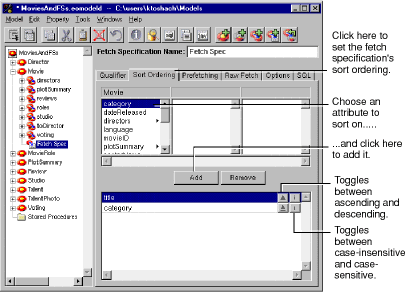 MoviesAndFSs.eomodeld -- C:\users\ktoshach\Models
Model Edit Property Tools Windows Help
MoviesAndFSs
Director
Movie
directors
plotSummary
reviews
roles
studio
toDirector
voting
Fetch Spec
MovieRole
PlotSummary
Review
Studio
Talent
TalentPhoto
Voting
Stored Procedures
Fetch Specification Name: Fetch Spec
Qualifier Sort Ordering Prefetching Raw Fetch Options SQL
Movie
category
dateReleased
directors
language
movieID
plotSummary
Add Remove
title
category
Click here to
set the fetch
specification's
sort ordering.
Choose an
attribute to
sort on.....
...and click here
to add it.
Toggles
between
ascending and
descending.
Toggles
between
case-insensitive
and case-
sensitive.